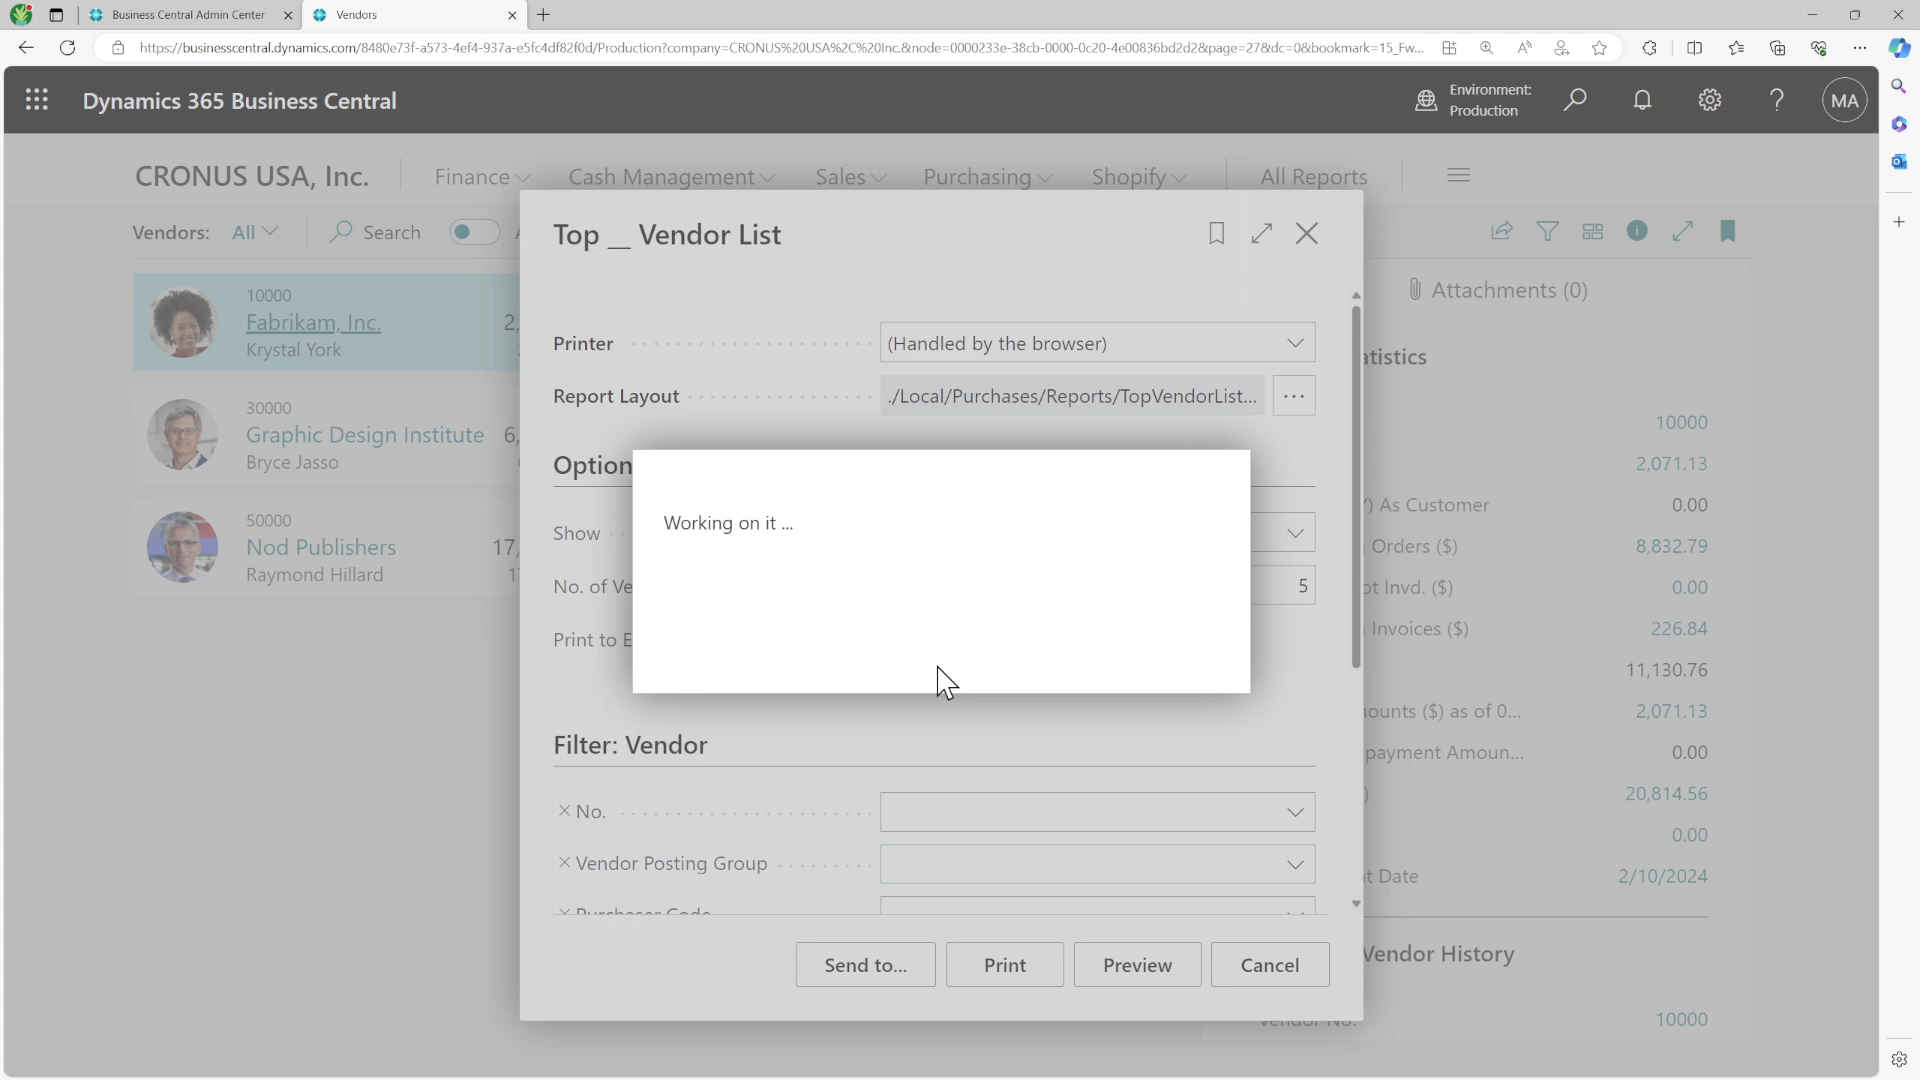 Business Central Admin Center
Vendors
https://businesscentral.dynamics.com/8480e73f-a573-4ef4-937a-e5fc4df82f0d/Production?company=CRONUS%20USA%2C%20Inc.&node=0000233e-38cb-0000-0c20-4e00836bd2d2&page=27&dc=0&bookmark=15_Fw...
Dynamics 365 Business Central
Environment:
Production
MA
CRONUS USA, Inc.
Finance
Cash Management
Sales
Purchasing
Shopify
All Reports
Vendors:
All
Search
10000
Fabrikam, Inc.
2,
Krystal York
30000
Graphic Design Institute
6,
Bryce Jasso
50000
Nod Publishers
17,
Raymond Hillard
Top __ Vendor List
Printer
(Handled by the browser)
Report Layout
./Local/Purchases/Reports/TopVendorList...
...
Option
Working on it ...
Show
No. of Ve
5
Print to E
Filter: Vendor
No.
Vendor Posting Group
Purchaser Code
Send to...
Print
Preview
Cancel
Attachments (0)
atistics
10000
2,071.13
) As Customer
0.00
Orders ($)
8,832.79
ot Invd. ($)
0.00
Invoices ($)
226.84
11,130.76
ounts ($) as of 0...
2,071.13
payment Amoun...
0.00
)
20,814.56
0.00
t Date
2/10/2024
Vendor History
Vendor No.
10000